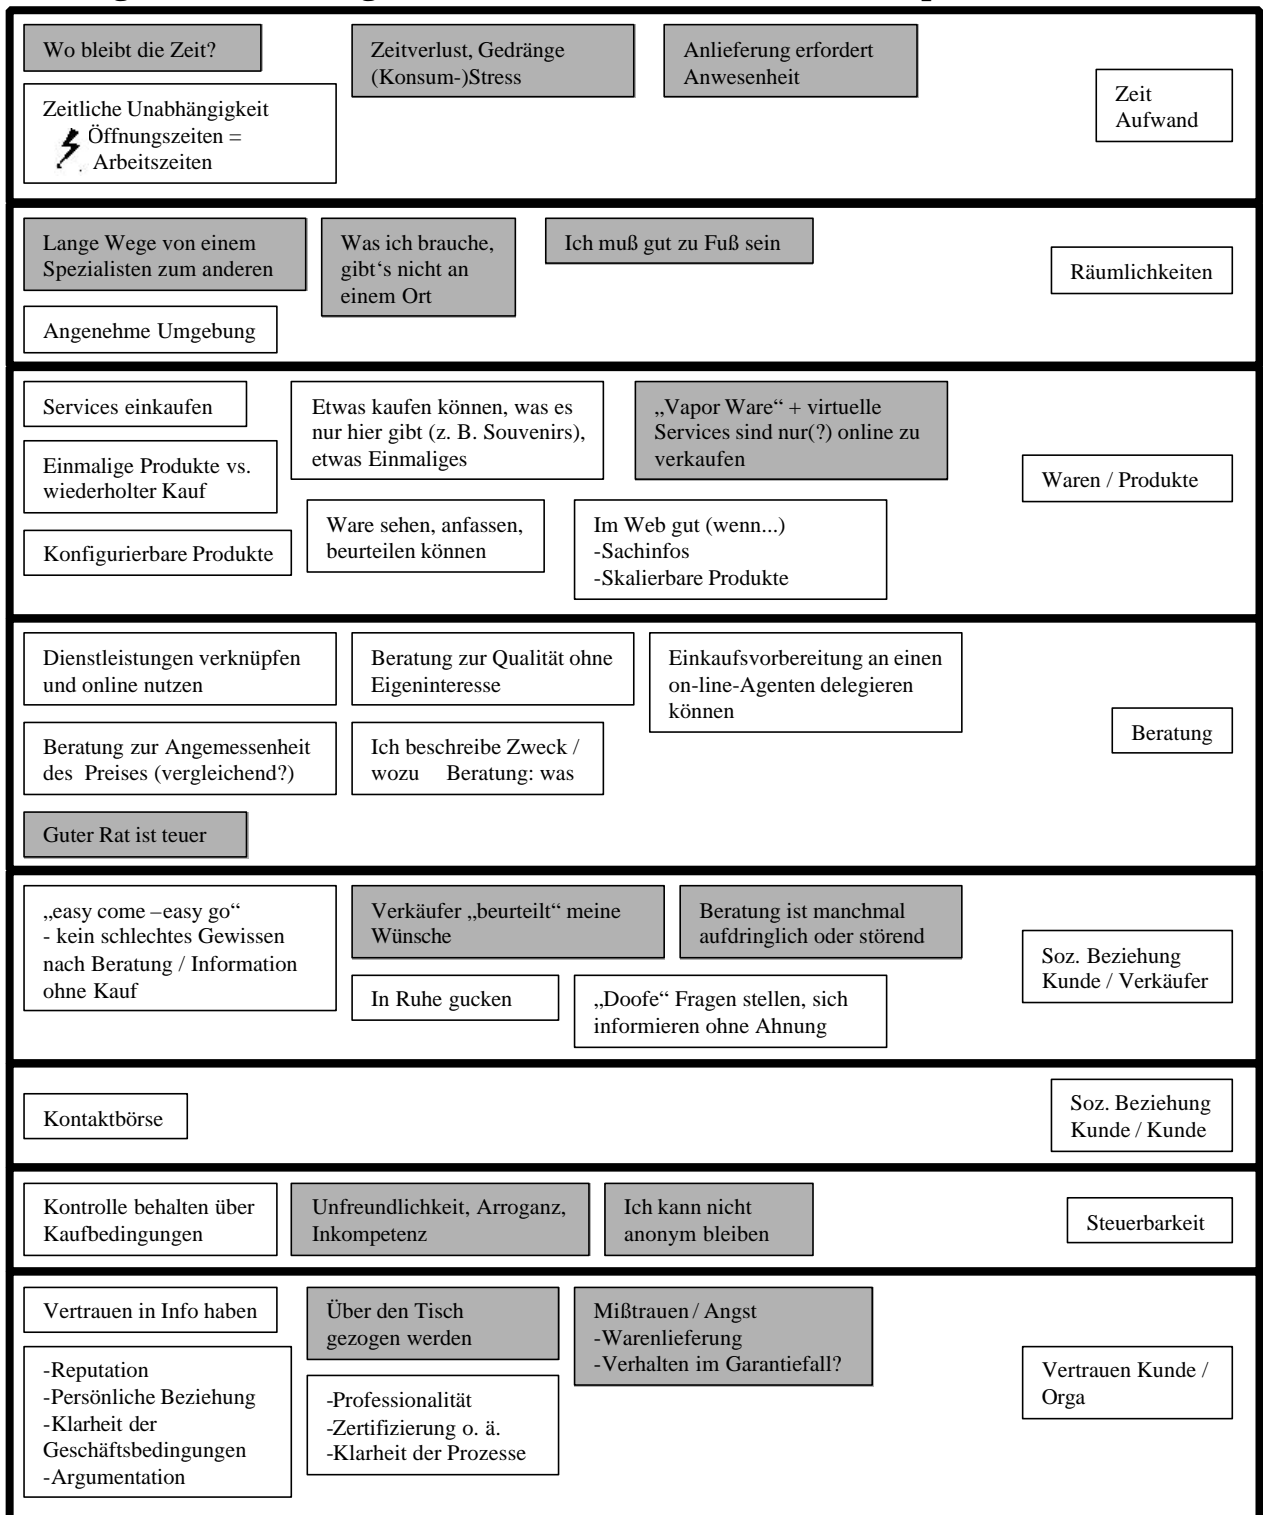 Wo bleibt die Zeit?
Zeitverlust, Gedränge
(Konsum-)Stress
Anlieferung erfordert
Anwesenheit
Zeitliche Unabhängigkeit
Öffnungszeiten =
Arbeitszeiten
Zeit
Aufwand
Lange Wege von einem
Spezialisten zum anderen
Was ich brauche,
gibt‘s nicht an
einem Ort
Ich muß gut zu Fuß sein
Angenehme Umgebung
Räumlichkeiten
Services einkaufen
Etwas kaufen können, was es
nur hier gibt (z. B. Souvenirs),
etwas Einmaliges
„Vapor Ware“ + virtuelle
Services sind nur(?) online zu
verkaufen
Einmalige Produkte vs.
wiederholter Kauf
Konfigurierbare Produkte
Ware sehen, anfassen,
beurteilen können
Im Web gut (wenn...)
-Sachinfos
-Skalierbare Produkte
Waren / Produkte
Dienstleistungen verknüpfen
und online nutzen
Beratung zur Qualität ohne
Eigeninteresse
Einkaufsvorbereitung an einen
on-line-Agenten delegieren
können
Beratung zur Angemessenheit
des Preises (vergleichend?)
Ich beschreibe Zweck /
wozu Beratung: was
Guter Rat ist teuer
Beratung
„easy come –easy go“
- kein schlechtes Gewissen
nach Beratung / Information
ohne Kauf
Verkäufer „beurteilt“ meine
Wünsche
Beratung ist manchmal
aufdringlich oder störend
In Ruhe gucken
„Doofe“ Fragen stellen, sich
informieren ohne Ahnung
Soz. Beziehung
Kunde / Verkäufer
Kontaktbörse
Soz. Beziehung
Kunde / Kunde
Kontrolle behalten über
Kaufbedingungen
Unfreundlichkeit, Arroganz,
Inkompetenz
Ich kann nicht
anonym bleiben
Steuerbarkeit
Vertrauen in Info haben
Über den Tisch
gezogen werden
Mißtrauen / Angst
-Warenlieferung
-Verhalten im Garantiefall?
-Reputation
-Persönliche Beziehung
-Klarheit der
Geschäftsbedingungen
-Argumentation
-Professionalität
-Zertifizierung o. ä.
-Klarheit der Prozesse
Vertrauen Kunde /
Orga